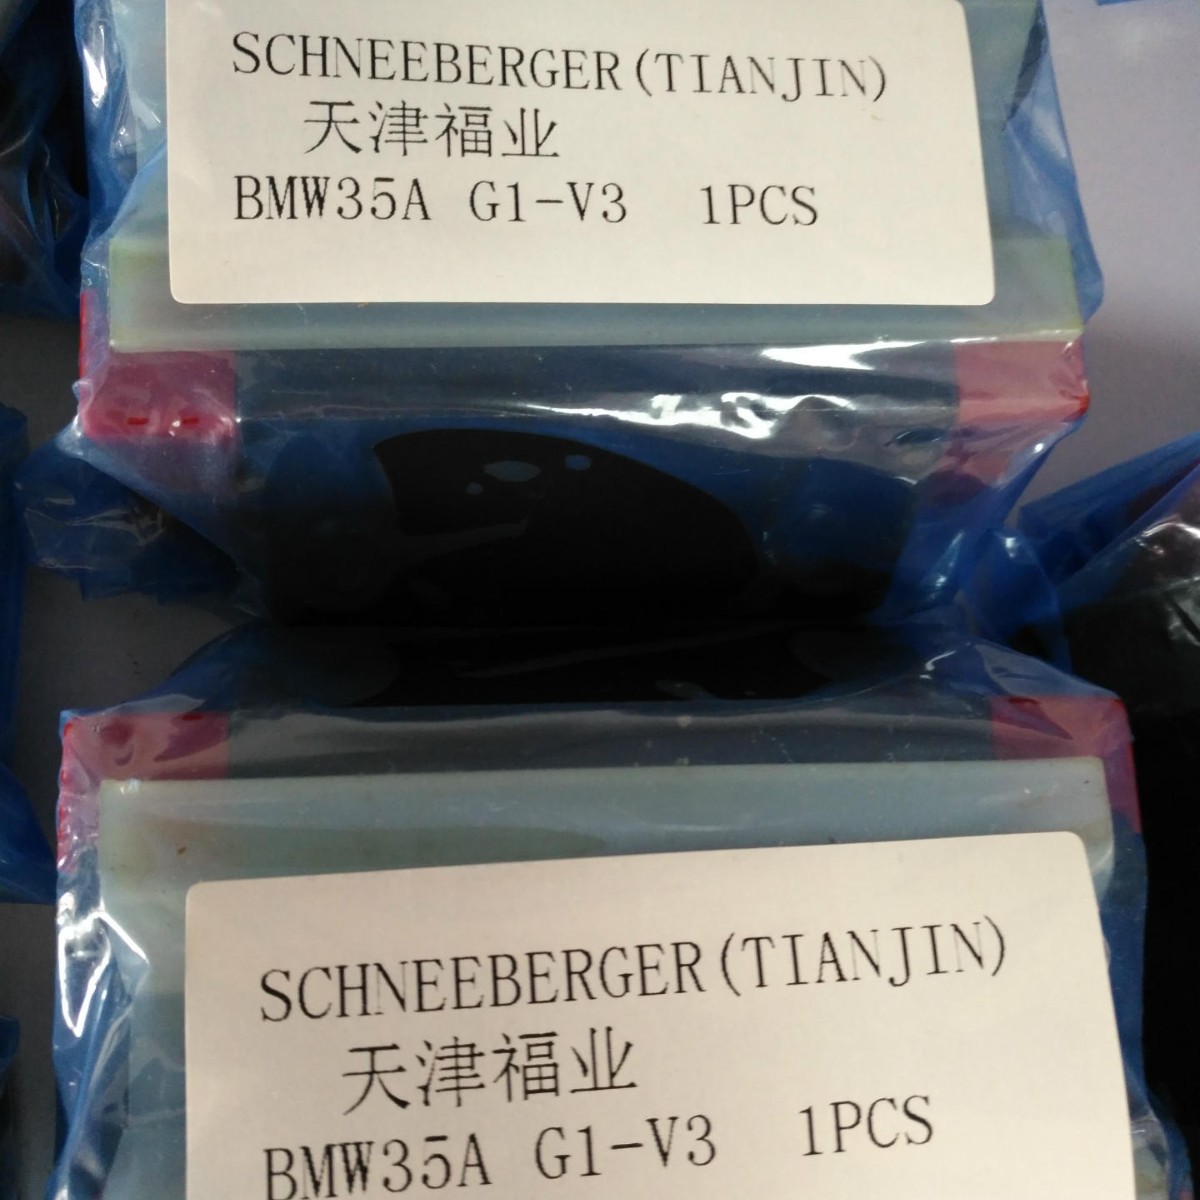 SCHNEEBERGER(TIANJIN)
天津福业
BMW35A G1-V3 1PCS
SCHNEEBERGER(TIANJIN)
天津福业
BMW35A G1-V3 1PCS